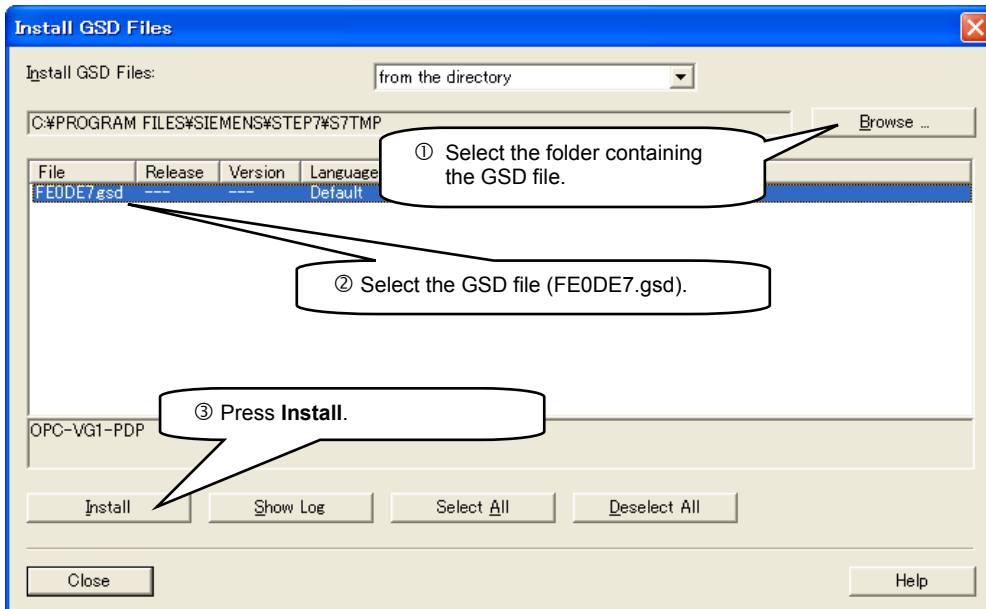 Install GSD Files
Install GSD Files:
from the directory
C:¥PROGRAM FILES¥SIEMENS¥STEP7¥S7TMP
Browse ...
① Select the folder containing
the GSD file.
File Release Version Language
FE0DE7.gsd --- --- Default
② Select the GSD file (FE0DE7.gsd).
③ Press Install.
OPC-VG1-PDP
Install Show Log Select All Deselect All
Close Help